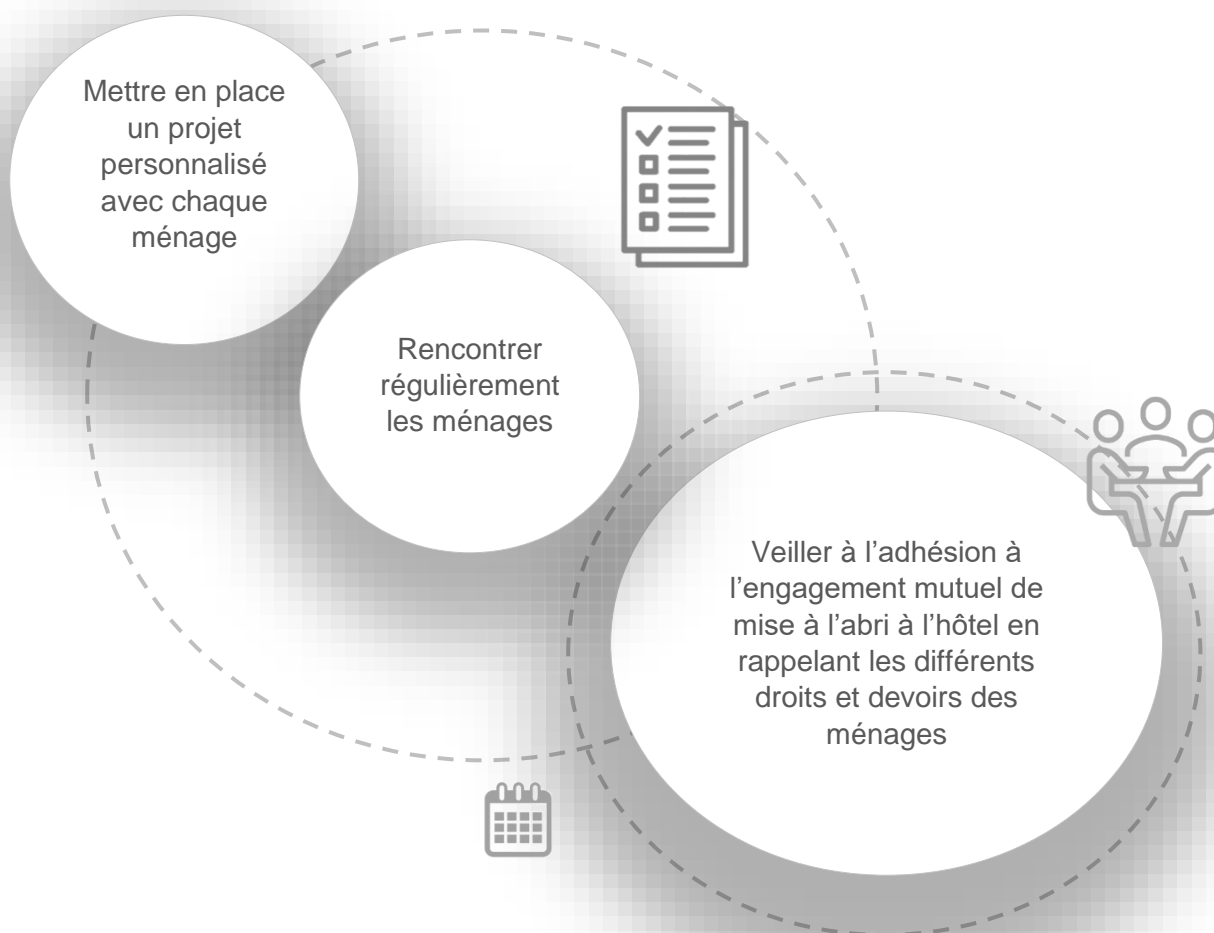 Mettre en place
un projet
personnalisé
avec chaque
ménage
Rencontrer
régulièrement
les ménages
Veiller à l’adhésion à
l’engagement mutuel de
mise à l’abri à l’hôtel en
rappelant les différents
droits et devoirs des
ménages